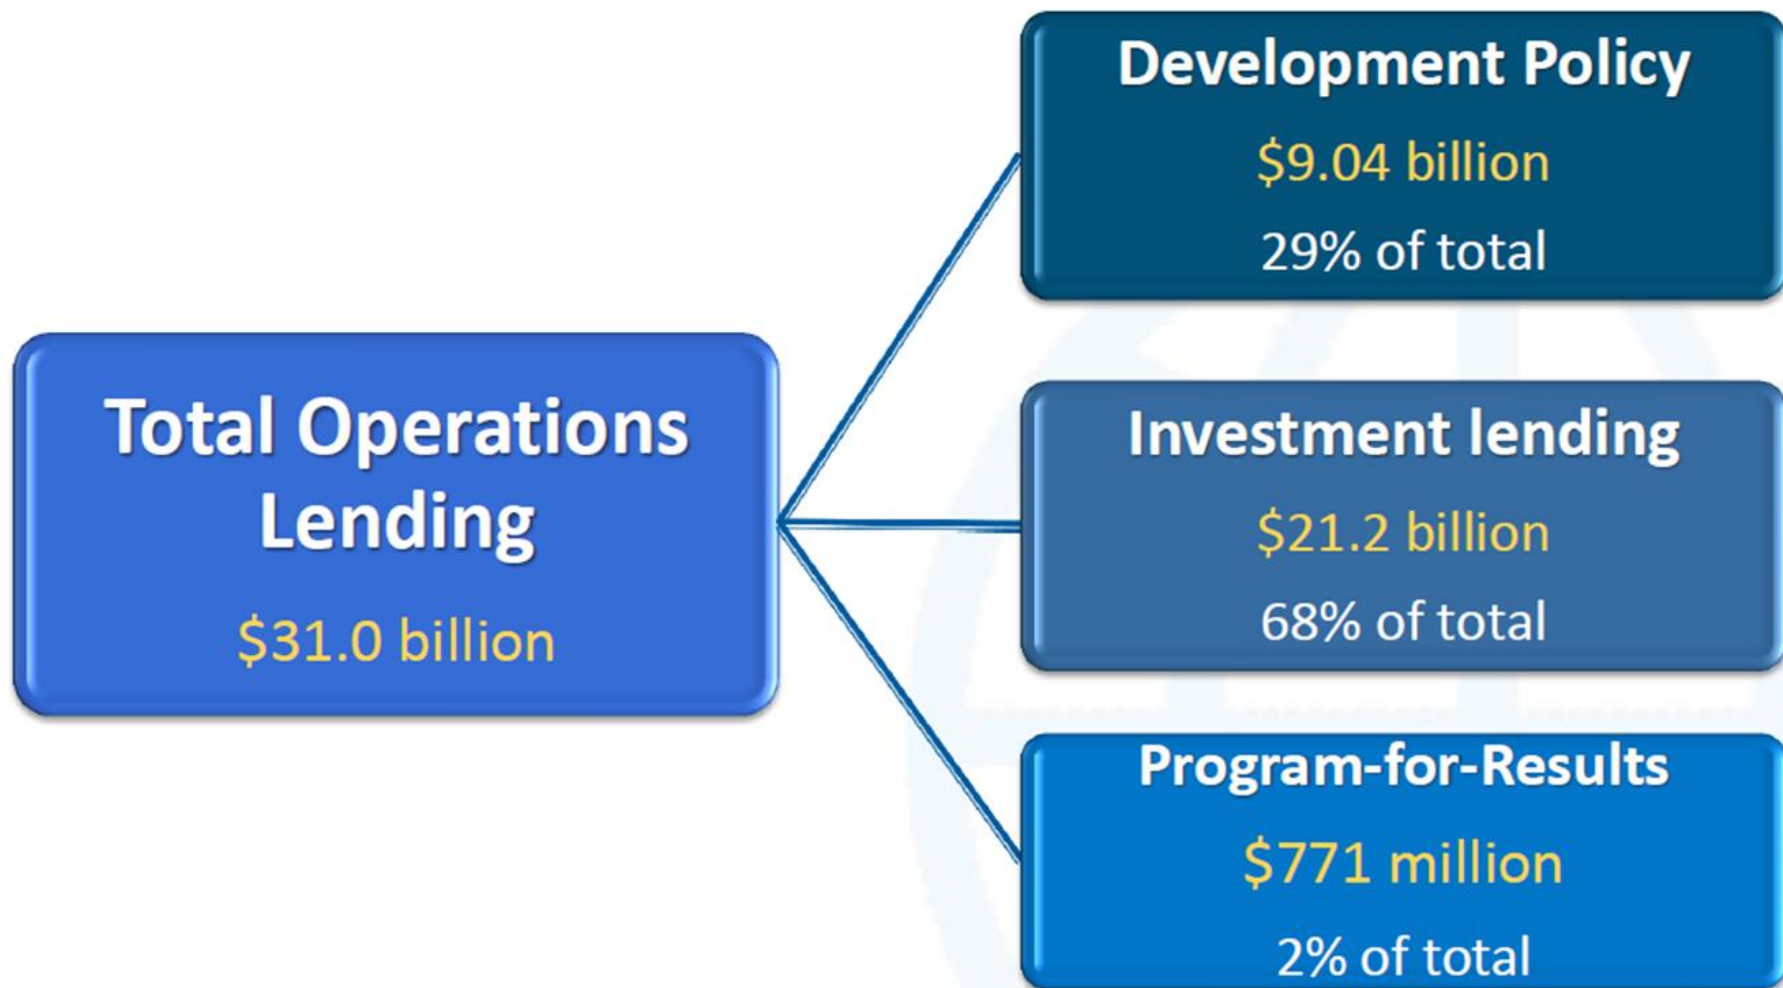 Total Operations
Lending
$31.0 billion
Development Policy
$9.04 billion
29% of total
Investment lending
$21.2 billion
68% of total
Program-for-Results
$771 million
2% of total